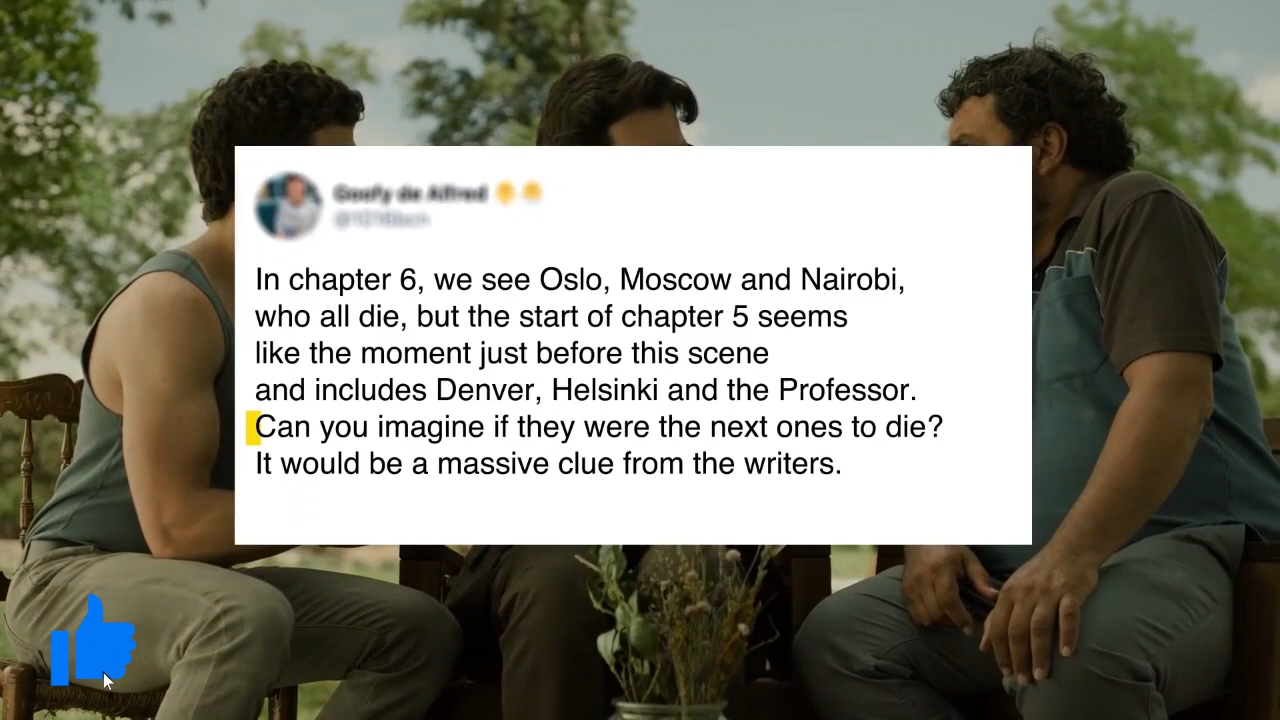 In chapter 6, we see Oslo, Moscow and Nairobi,
who all die, but the start of chapter 5 seems
like the moment just before this scene
and includes Denver, Helsinki and the Professor.
Can you imagine if they were the next ones to die?
It would be a massive clue from the writers.